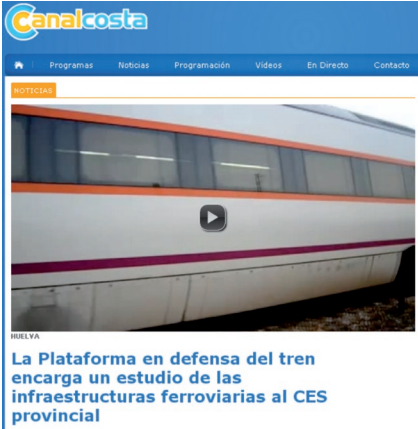 Canalcosta
Programas Noticias Programación Vídeos En Directo Contacto
NOTICIAS
HUELVA
La Plataforma en defensa del tren
encarga un estudio de las
infraestructuras ferroviarias al CES
provincial